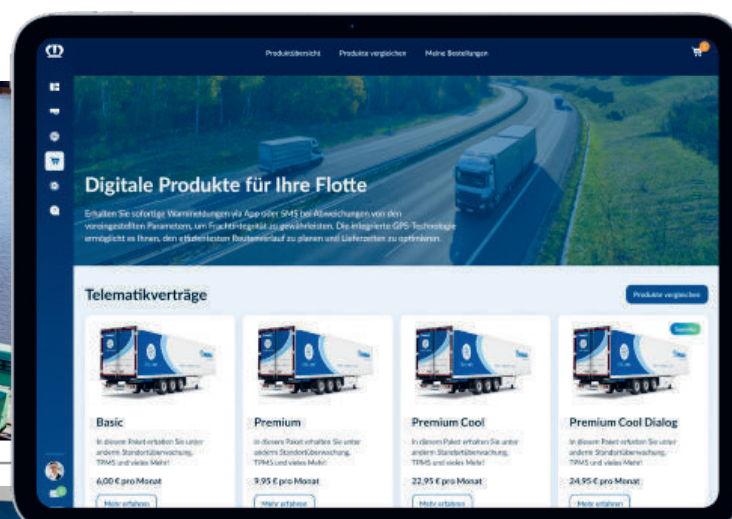 Produktübersicht Produkte vergleichen Meine Bestellungen
Digitale Produkte für Ihre Flotte
Erhalten Sie sofortige Warnmeldungen via App oder SMS bei Abweichungen von den
voreingestellten Parametern, um Frachtintegrität zu gewährleisten. Die integrierte GPS-Technologie
ermöglicht es Ihnen, den effizientesten Routenverlauf zu planen und Lieferzeiten zu optimieren.
Telematikverträge
Produkte vergleichen
Basic
In diesem Paket erhalten Sie unter
anderm Standortüberwachung,
TPMS und vieles Mehr!
6,00 € pro Monat
Mehr erfahren
Premium
In diesem Paket erhalten Sie unter
anderm Standortüberwachung,
TPMS und vieles Mehr!
9,95 € pro Monat
Mehr erfahren
Premium Cool
In diesem Paket erhalten Sie unter
anderm Standortüberwachung,
TPMS und vieles Mehr!
22,95 € pro Monat
Mehr erfahren
Premium Cool Dialog
In diesem Paket erhalten Sie unter
anderm Standortüberwachung,
TPMS und vieles Mehr!
24,95 € pro Monat
Mehr erfahren